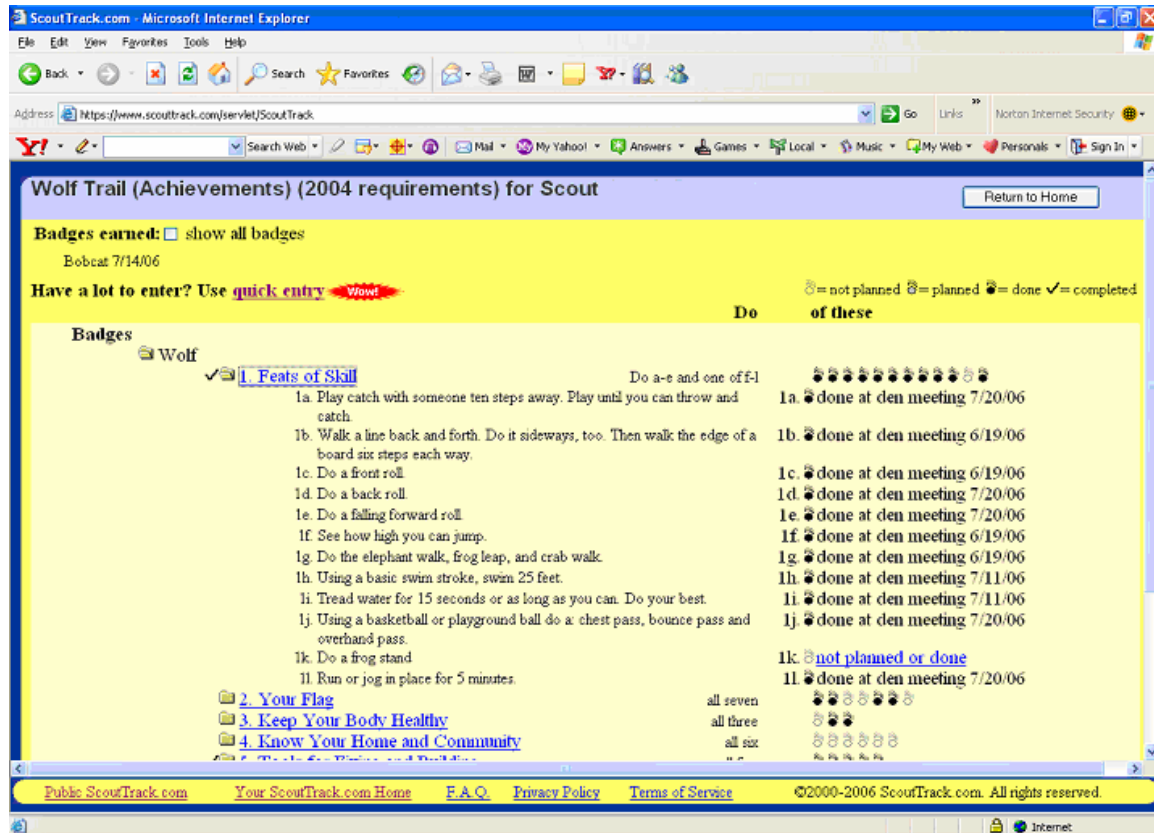 ScoutTrack.com - Microsoft Internet Explorer
File Edit View Favorites Tools Help
Back Search Favorites
Address https://www.scouttrack.com/servlet/ScoutTrack Go Links Norton Internet Security
Y! Search Web Mail My Yahoo! Answers Games Local Music My Web Personals Sign In
Wolf Trail (Achievements) (2004 requirements) for Scout
Return to Home
Badges earned: show all badges
Bobcat 7/14/06
Have a lot to enter? Use quick entry Wow! = not planned = planned = done ✓= completed
Do of these
Badges
Wolf
✓ 1. Feats of Skill Do a-e and one of f-l
1a. Play catch with someone ten steps away. Play until you can throw and 1a. done at den meeting 7/20/06
catch.
1b. Walk a line back and forth. Do it sideways, too. Then walk the edge of a 1b. done at den meeting 6/19/06
board six steps each way.
1c. Do a front roll. 1c. done at den meeting 6/19/06
1d. Do a back roll. 1d. done at den meeting 7/20/06
1e. Do a falling forward roll. 1e. done at den meeting 7/20/06
1f. See how high you can jump. 1f. done at den meeting 6/19/06
1g. Do the elephant walk, frog leap, and crab walk. 1g. done at den meeting 6/19/06
1h. Using a basic swim stroke, swim 25 feet. 1h. done at den meeting 7/11/06
1i. Tread water for 15 seconds or as long as you can. Do your best. 1i. done at den meeting 7/11/06
1j. Using a basketball or playground ball do a: chest pass, bounce pass and 1j. done at den meeting 7/20/06
overhand pass.
1k. Do a frog stand 1k. not planned or done
1l. Run or jog in place for 5 minutes. 1l. done at den meeting 7/20/06
2. Your Flag all seven
3. Keep Your Body Healthy all three
4. Know Your Home and Community all six
5. Tools for Fixing and Building
Public ScoutTrack.com Your ScoutTrack.com Home F.A.Q. Privacy Policy Terms of Service ©2000-2006 ScoutTrack.com. All rights reserved.
Internet